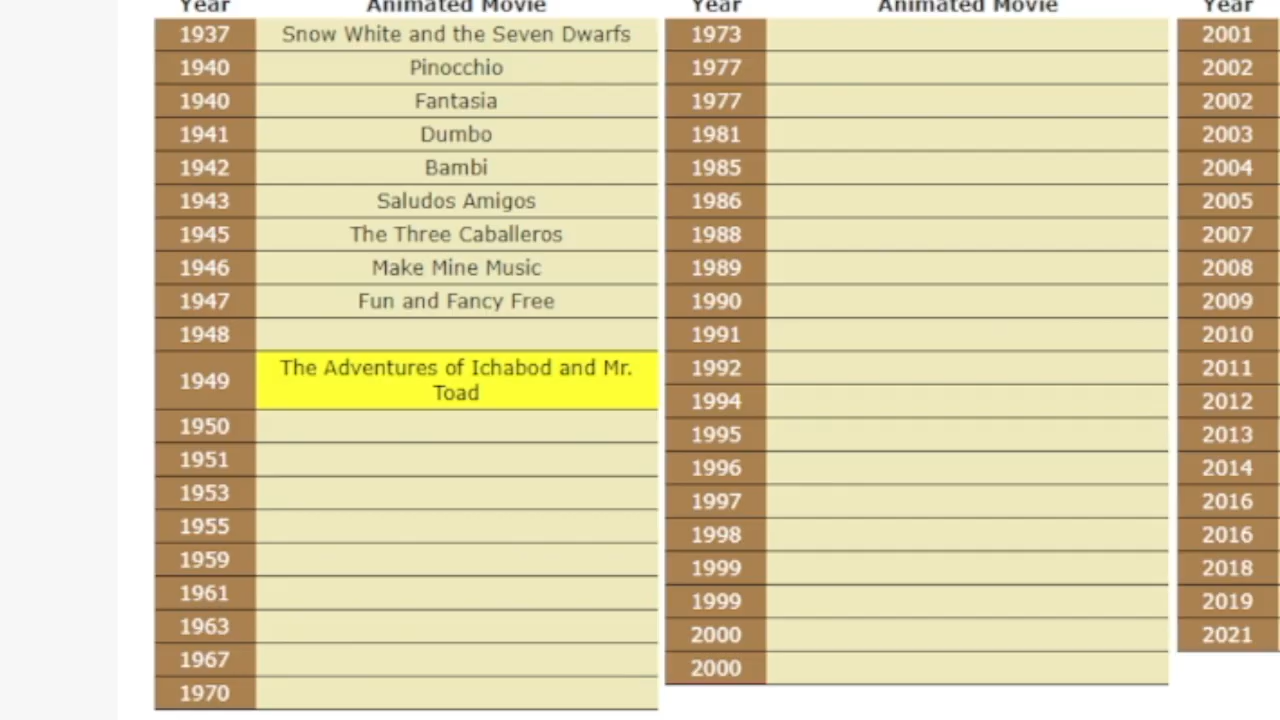 Year Animated Movie Year Animated Movie Year
1937 Snow White and the Seven Dwarfs 1973 2001
1940 Pinocchio 1977 2002
1940 Fantasia 1977 2002
1941 Dumbo 1981 2003
1942 Bambi 1985 2004
1943 Saludos Amigos 1986 2005
1945 The Three Caballeros 1988 2007
1946 Make Mine Music 1989 2008
1947 Fun and Fancy Free 1990 2009
1948 1991 2010
1949 The Adventures of Ichabod and Mr. 1992 2011
Toad 1994 2012
1950 1995 2013
1951 1996 2014
1953 1997 2016
1955 1998 2016
1959 1999 2018
1961 1999 2019
1963 2000 2021
1967 2000
1970